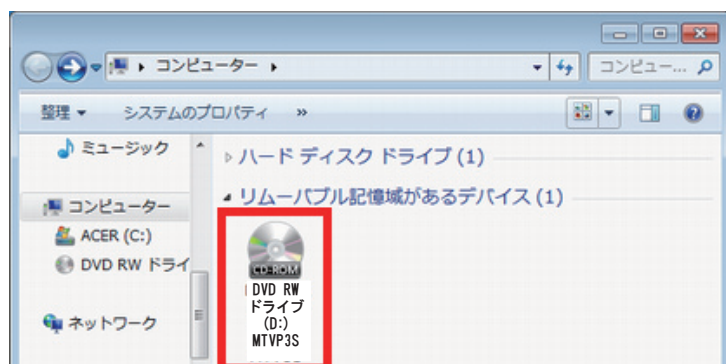 コンピューター
コンピュー...
整理 システムのプロパティ »
ミュージック
コンピューター
ACER (C:)
DVD RW ドライ
ネットワーク
ハード ディスク ドライブ (1)
リムーバブル記憶域があるデバイス (1)
CD-ROM
DVD RW
ドライブ
(D:)
MTVP3S